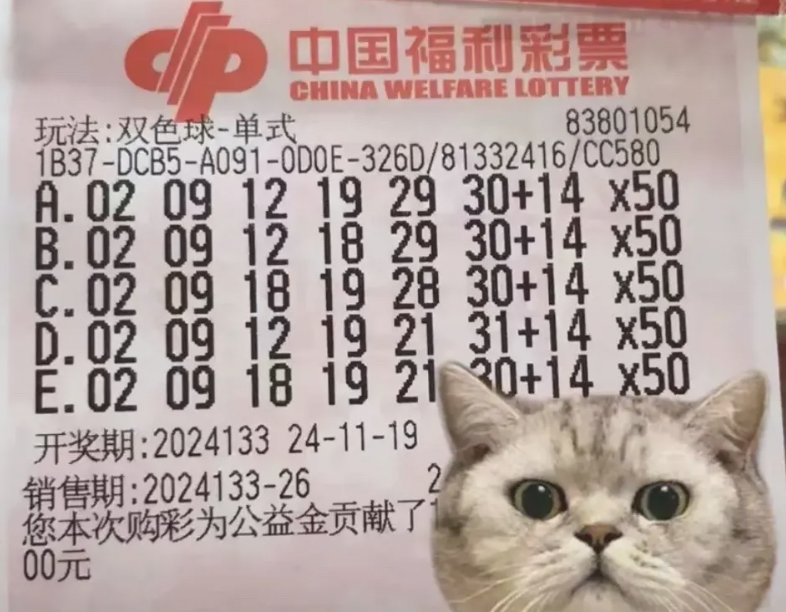 中国福利彩票
CHINA WELFARE LOTTERY
玩法:双色球-单式 83801054
1B37-DCB5-A091-0D0E-326D/81332416/CC580
A.02 09 12 19 29 30+14 x50
B.02 09 12 18 29 30+14 x50
C.02 09 18 19 28 30+14 x50
D.02 09 12 19 21 31+14 x50
E.02 09 18 19 21 30+14 x50
开奖期:2024133 24-11-19
销售期:2024133-26 2
您本次购彩为公益金贡献了
00元